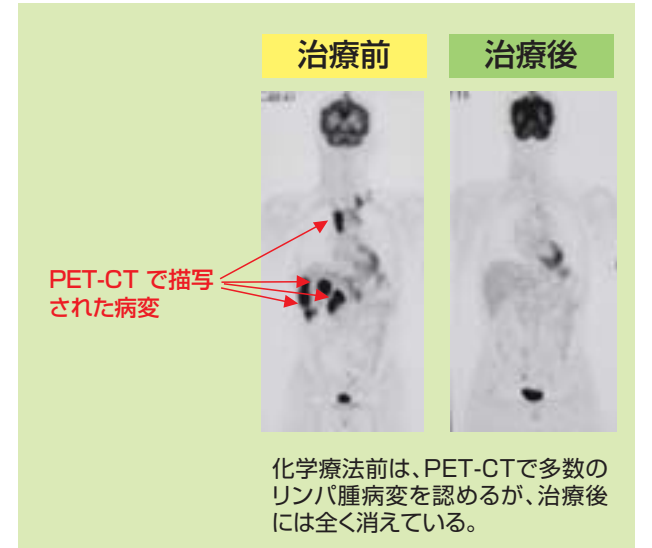 治療前
治療後
PET-CT で描写
された病変
化学療法前は、PET-CTで多数の
リンパ腫病変を認めるが、治療後
には全く消えている。